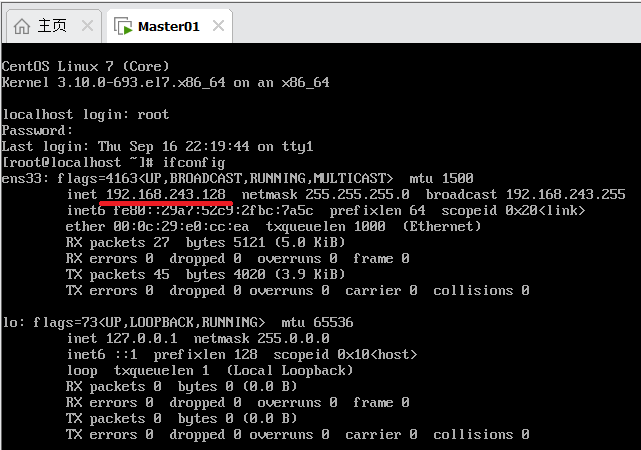 主页
Master01
CentOS Linux 7 (Core)
Kernel 3.10.0-693.el7.x86_64 on an x86_64
localhost login: root
Password:
Last login: Thu Sep 16 22:19:44 on tty1
[root@localhost ~]# ifconfig
ens33: flags=4163<UP,BROADCAST,RUNNING,MULTICAST>  mtu 1500
inet 192.168.243.128  netmask 255.255.255.0  broadcast 192.168.243.255
inet6 fe80::29a7:52c9:2fbc:7a5c  prefixlen 64  scopeid 0x20<link>
ether 00:0c:29:e0:cc:ea  txqueuelen 1000  (Ethernet)
RX packets 27  bytes 5121 (5.0 KiB)
RX errors 0  dropped 0  overruns 0  frame 0
TX packets 45  bytes 4020 (3.9 KiB)
TX errors 0  dropped 0 overruns 0  carrier 0  collisions 0
lo: flags=73<UP,LOOPBACK,RUNNING>  mtu 65536
inet 127.0.0.1  netmask 255.0.0.0
inet6 ::1  prefixlen 128  scopeid 0x10<host>
loop  txqueuelen 1  (Local Loopback)
RX packets 0  bytes 0 (0.0 B)
RX errors 0  dropped 0  overruns 0  frame 0
TX packets 0  bytes 0 (0.0 B)
TX errors 0  dropped 0 overruns 0  carrier 0  collisions 0